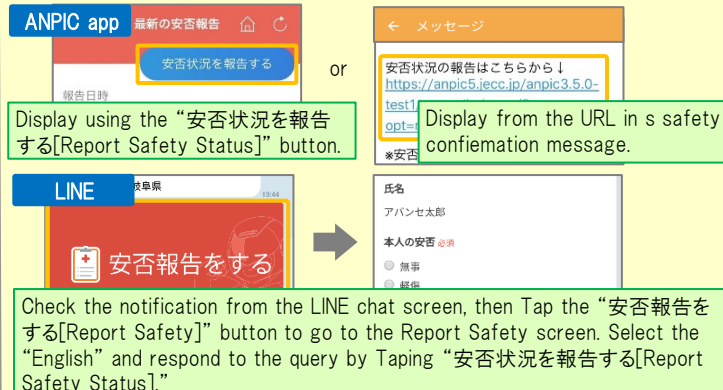 ANPIC app
最新の安否報告
安否状況を報告する
報告日時
Display using the “安否状況を報告
する[Report Safety Status]” button.
or
メッセージ
安否状況の報告はこちらから↓
https://anpic5.jecc.jp/anpic3.5.0-
test1
opt=
※安否
Display from the URL in s safety
confiemation message.
LINE
岐阜県
13:44
安否報告をする
氏名
アバンセ太郎
本人の安否 必須
無事
軽傷
Check the notification from the LINE chat screen, then Tap the “安否報告を
する[Report Safety]” button to go to the Report Safety screen. Select the
“English” and respond to the query by Taping “安否状況を報告する[Report
Safety Status].”